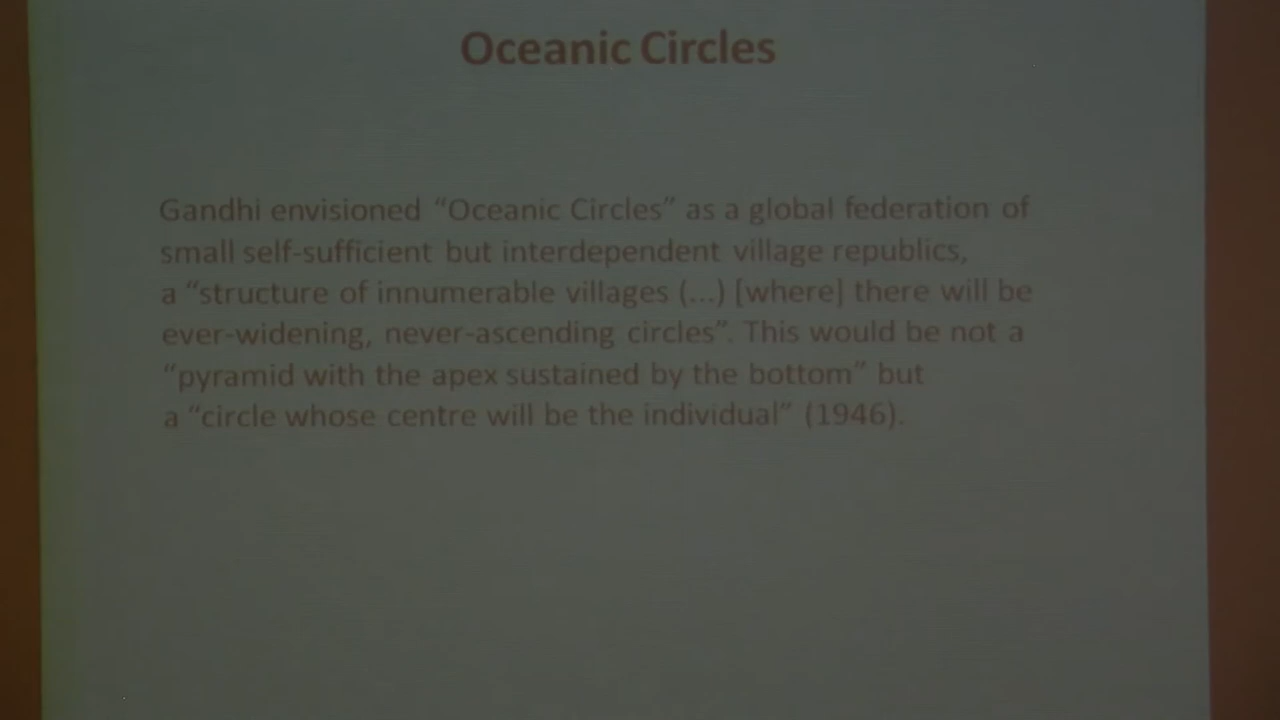 Oceanic Circles
Gandhi envisioned “Oceanic Circles” as a global federation of
small self-sufficient but interdependent village republics,
a “structure of innumerable villages (...) [where] there will be
ever-widening, never-ascending circles”. This would be not a
“pyramid with the apex sustained by the bottom” but
a “circle whose centre will be the individual” (1946).